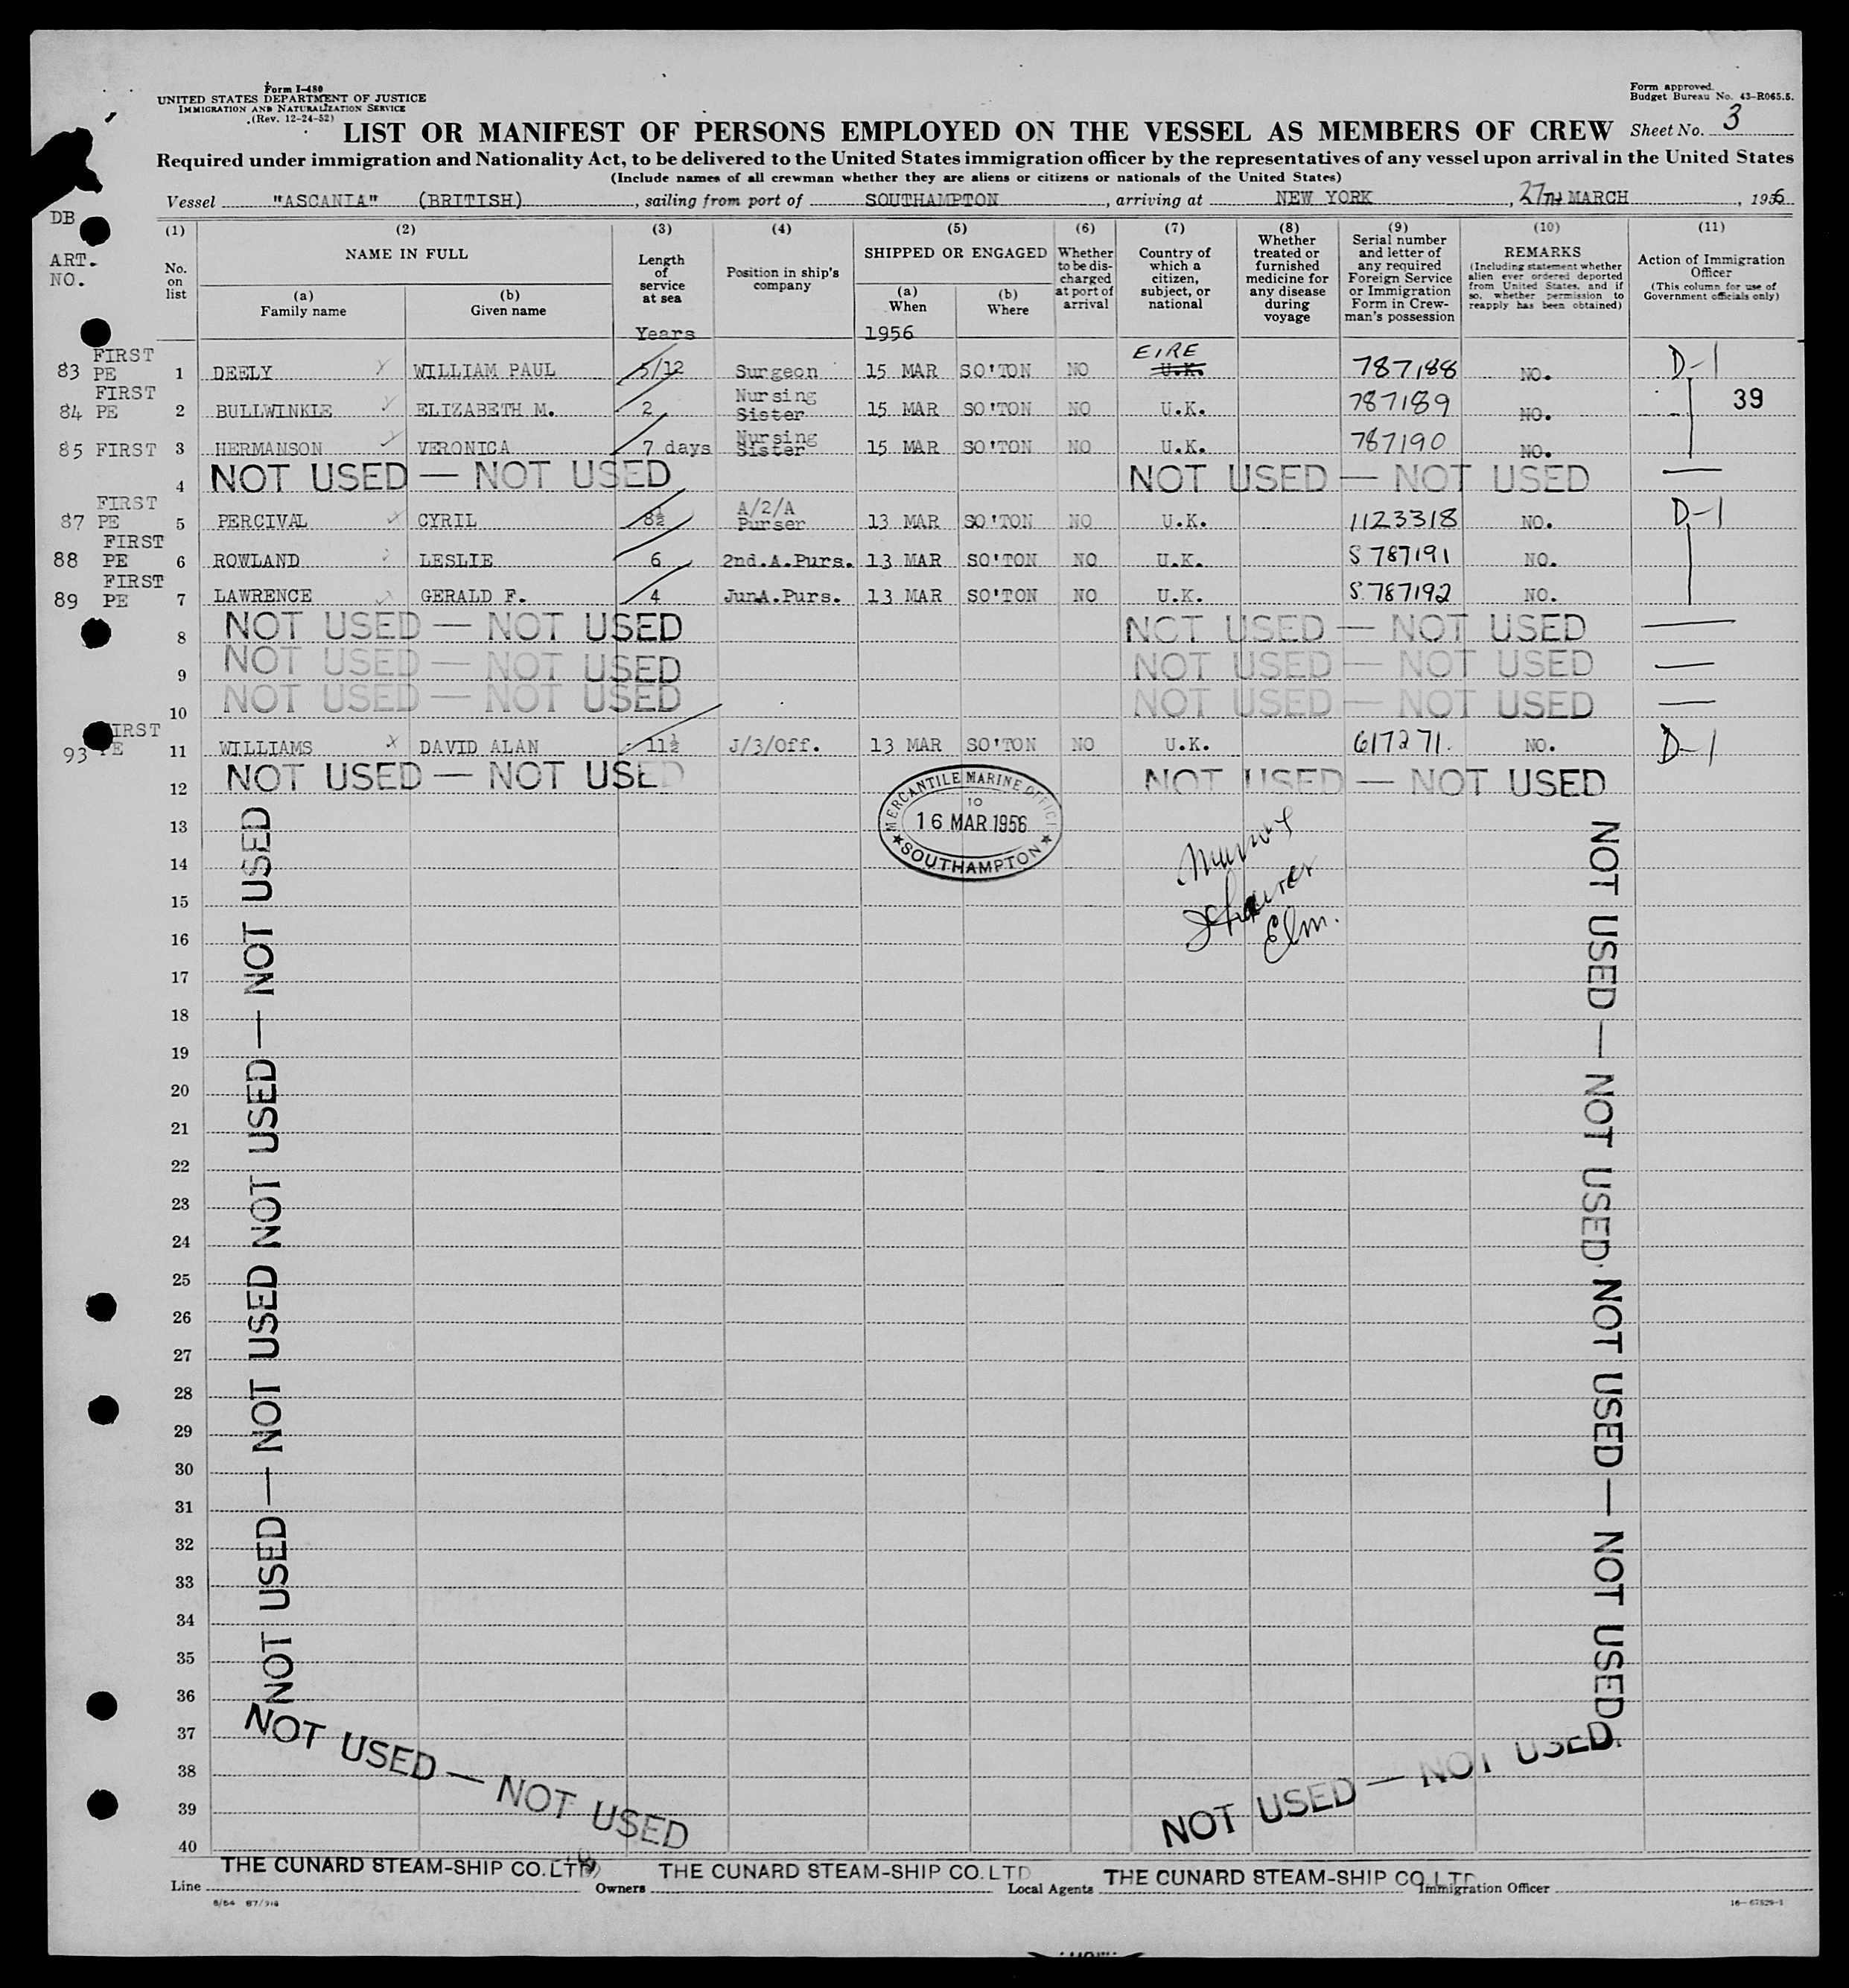 Form I-480
UNITED STATES DEPARTMENT OF JUSTICE
IMMIGRATION AND NATURALIZATION SERVICE
(Rev. 12-24-52)
Form approved.
Budget Bureau No. 43-R065.5.
LIST OR MANIFEST OF PERSONS EMPLOYED ON THE VESSEL AS MEMBERS OF CREW Sheet No. 3
Required under immigration and Nationality Act, to be delivered to the United States immigration officer by the representatives of any vessel upon arrival in the United States
(Include names of all crewman whether they are aliens or citizens or nationals of the United States)
Vessel "ASCANIA" (BRITISH), sailing from port of SOUTHAMPTON, arriving at NEW YORK, 27TH MARCH, 1956
DB
ART.
NO.
(1) No. on list
(2) NAME IN FULL
(a) Family name
(b) Given name
(3) Length of service at sea
Years
(4) Position in ship's company
(5) SHIPPED OR ENGAGED
(a) When
1956
(b) Where
(6) Whether to be discharged at port of arrival
(7) Country of which a citizen, subject, or national
(8) Whether treated or furnished medicine for any disease during voyage
(9) Serial number and letter of any required Foreign Service or Immigration Form in Crewman's possession
(10) REMARKS (Including statement whether alien ever ordered deported from United States, and if so, whether permission to reapply has been obtained)
(11) Action of Immigration Officer (This column for use of Government officials only)
83 FIRST PE 1 DEELY WILLIAM PAUL 5/12 Surgeon 15 MAR SO'TON NO U.K. EIRE 787188 NO. D-1
84 FIRST PE 2 BULLWINKLE ELIZABETH M. 2 Nursing Sister 15 MAR SO'TON NO U.K. 787189 NO. 39
85 FIRST 3 HERMANSON VERONICA 7 days Nursing Sister 15 MAR SO'TON NO U.K. 787190 NO.
4 NOT USED — NOT USED NOT USED — NOT USED
87 FIRST PE 5 PERCIVAL CYRIL 8½ A/2/A Purser 13 MAR SO'TON NO U.K. 1123318 NO. D-1
88 FIRST PE 6 ROWLAND LESLIE 6 2nd.A.Purs. 13 MAR SO'TON NO U.K. S 787191 NO.
89 FIRST PE 7 LAWRENCE GERALD F. 4 JunA.Purs. 13 MAR SO'TON NO U.K. S.787192 NO.
8 NOT USED — NOT USED NOT USED — NOT USED
9 NOT USED — NOT USED NOT USED — NOT USED
10 NOT USED — NOT USED NOT USED — NOT USED
93 FIRST PE 11 WILLIAMS DAVID ALAN 11½ J/3/Off. 13 MAR SO'TON NO U.K. 617271. NO. D-1
12 NOT USED — NOT USED NOT USED — NOT USED
MERCANTILE MARINE OFFICE
10
16 MAR 1956
SOUTHAMPTON
13
14
15
16
17
18
19
20
21
22
23
24
25
26
27
28
29
30
31
32
33
34
35
36
37
38
39
40
NOT USED — NOT USED NOT USED — NOT USED NOT USED — NOT USED
NOT USED — NOT USED NOT USED — NOT USED
NOT USED — NOT USED
NOT USED — NOT USED
Line THE CUNARD STEAM-SHIP CO. LTD Owners THE CUNARD STEAM-SHIP CO. LTD Local Agents THE CUNARD STEAM-SHIP CO. LTD Immigration Officer